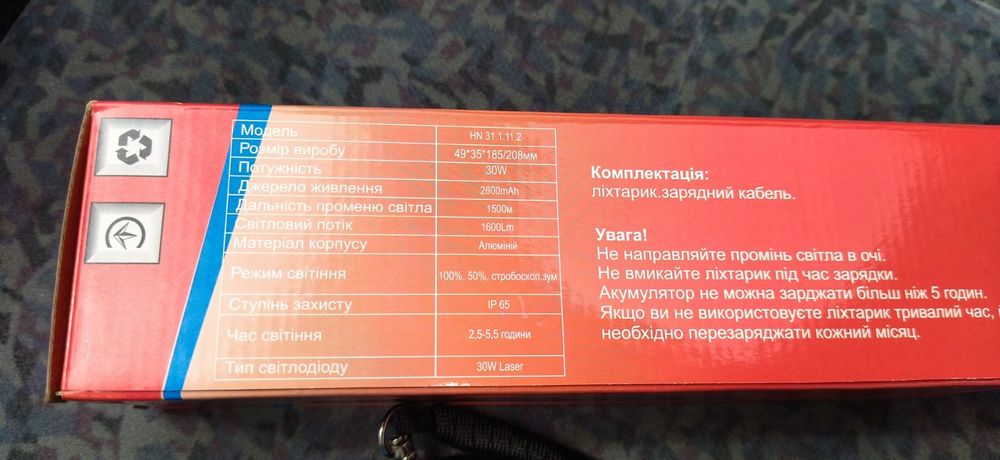 Модель HN 31.1.11.2
Розмір виробу 49*35*185/208мм
Потужність 30W
Джерело живлення 2600mAh
Дальність променю світла 1500м
Світловий потік 1600Lm
Матеріал корпусу Алюміній
Режим світіння 100%, 50%, стробоскоп,зум
Ступінь захисту IP 65
Час світіння 2,5-5,5 години
Тип світлодіоду 30W Laser
Комплектація:
ліхтарик.зарядний кабель.
Увага!
Не направляйте промінь світла в очі.
Не вмикайте ліхтарик під час зарядки.
Акумулятор не можна зарджати більш ніж 5 годин.
Якщо ви не використовуєте ліхтарик тривалий час,
необхідно перезаряджати кожний місяц.